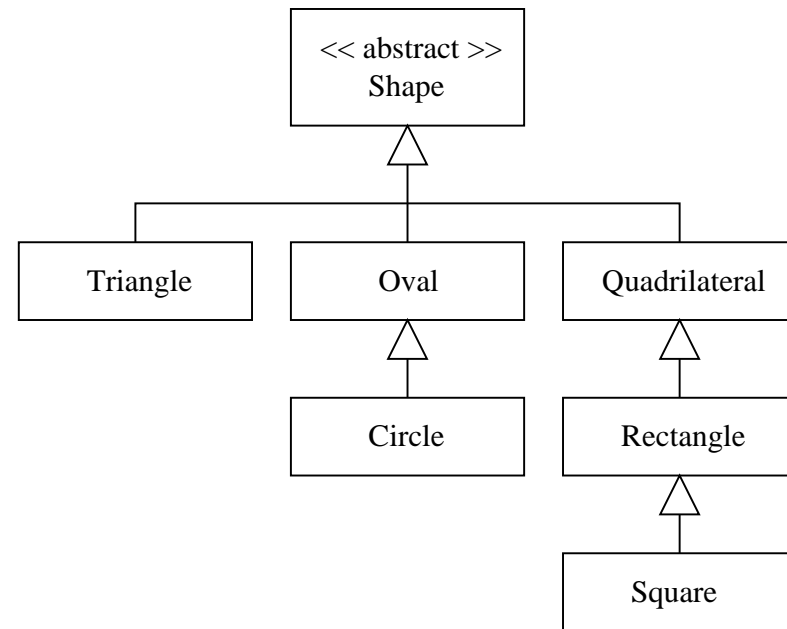 << abstract >>
Shape
Triangle
Oval
Quadrilateral
Circle
Rectangle
Square